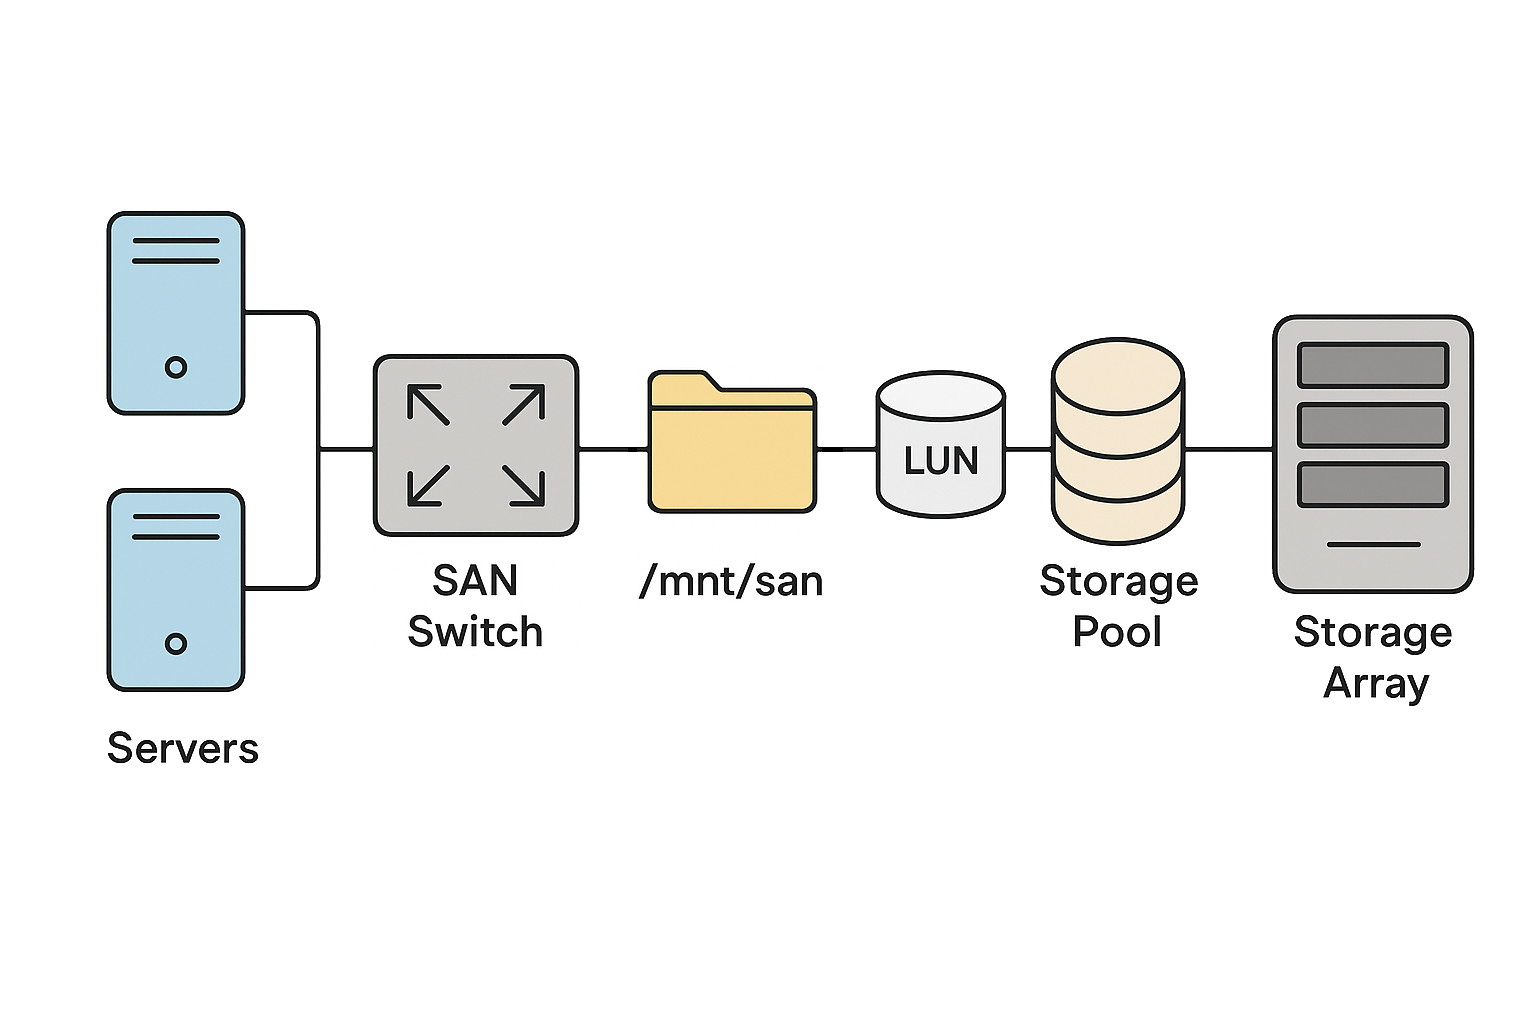 Servers
SAN
Switch
/mnt/san
LUN
Storage
Pool
Storage
Array